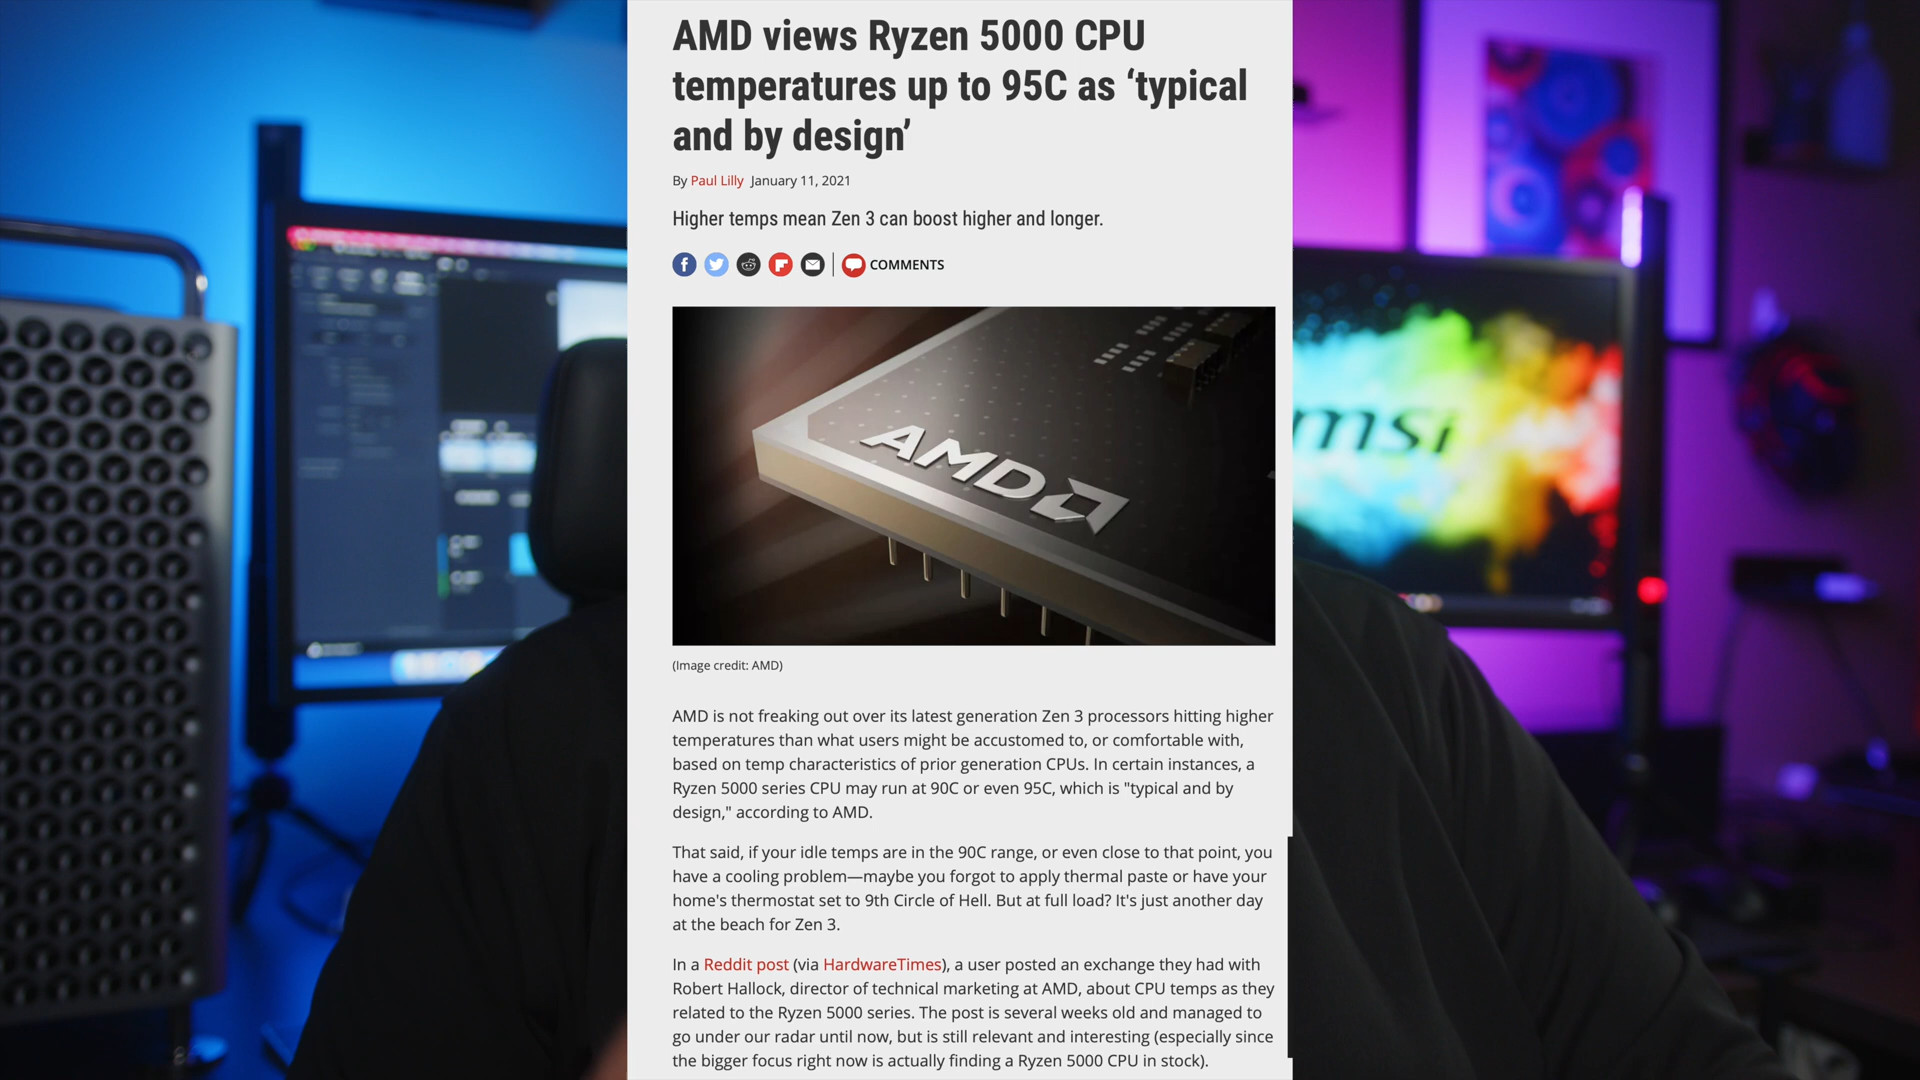 AMD views Ryzen 5000 CPU
temperatures up to 95C as ‘typical
and by design’
By Paul Lilly January 11, 2021
Higher temps mean Zen 3 can boost higher and longer.
COMMENTS
AMD
msi
(Image credit: AMD)
AMD is not freaking out over its latest generation Zen 3 processors hitting higher
temperatures than what users might be accustomed to, or comfortable with,
based on temp characteristics of prior generation CPUs. In certain instances, a
Ryzen 5000 series CPU may run at 90C or even 95C, which is "typical and by
design," according to AMD.
That said, if your idle temps are in the 90C range, or even close to that point, you
have a cooling problem—maybe you forgot to apply thermal paste or have your
home's thermostat set to 9th Circle of Hell. But at full load? It's just another day
at the beach for Zen 3.
In a Reddit post (via HardwareTimes), a user posted an exchange they had with
Robert Hallock, director of technical marketing at AMD, about CPU temps as they
related to the Ryzen 5000 series. The post is several weeks old and managed to
go under our radar until now, but is still relevant and interesting (especially since
the bigger focus right now is actually finding a Ryzen 5000 CPU in stock).